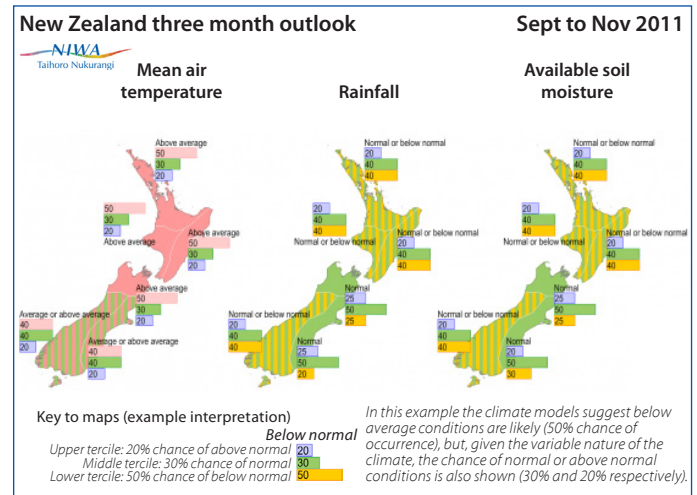 New Zealand three month outlook
Sept to Nov 2011
NIWA
Taihoro Nukurangi
Mean air
temperature
Rainfall
Available soil
moisture
Above average
50
30
20
50
30
20
Above average
Above average
50
30
20
Above average
50
30
20
Average or above average
40
40
20
Average or above average
40
40
20
Normal or below normal
20
40
40
20
40
40
Normal or below normal
Normal or below normal
20
40
40
Normal
25
50
25
Normal or below normal
20
40
40
Normal
25
50
20
Normal or below normal
20
40
40
20
40
40
Normal or below normal
Normal or below normal
20
40
40
Normal
25
50
25
Normal or below normal
20
40
40
Normal
20
50
30
Key to maps (example interpretation)
Below normal
Upper tercile: 20% chance of above normal 20
Middle tercile: 30% chance of normal 30
Lower tercile: 50% chance of below normal 50
In this example the climate models suggest below
average conditions are likely (50% chance of
occurrence), but, given the variable nature of the
climate, the chance of normal or above normal
conditions is also shown (30% and 20% respectively).